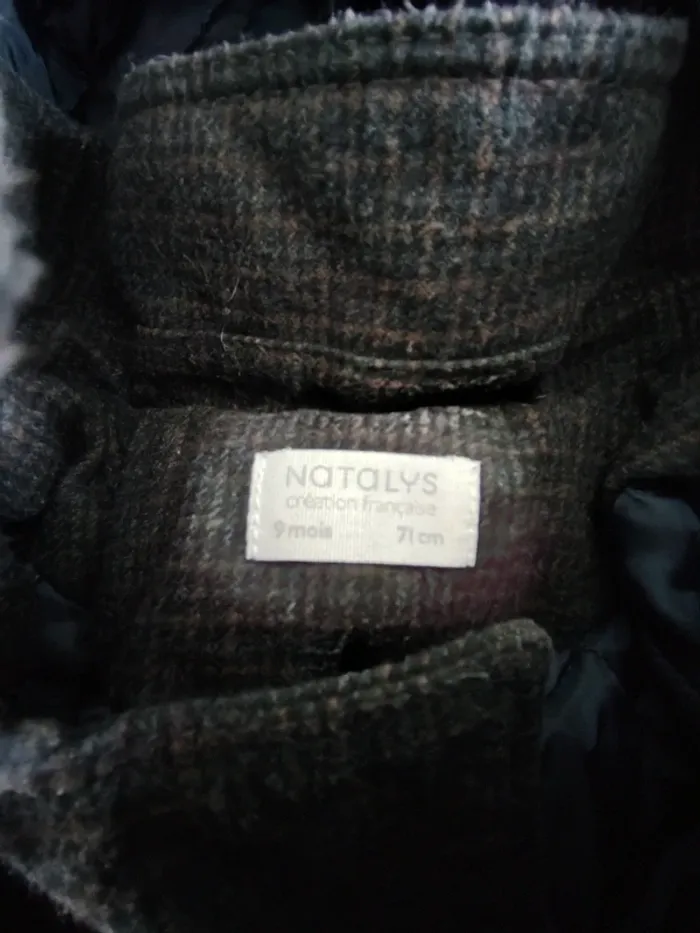 NATALYS
création française
9 mois 71 cm